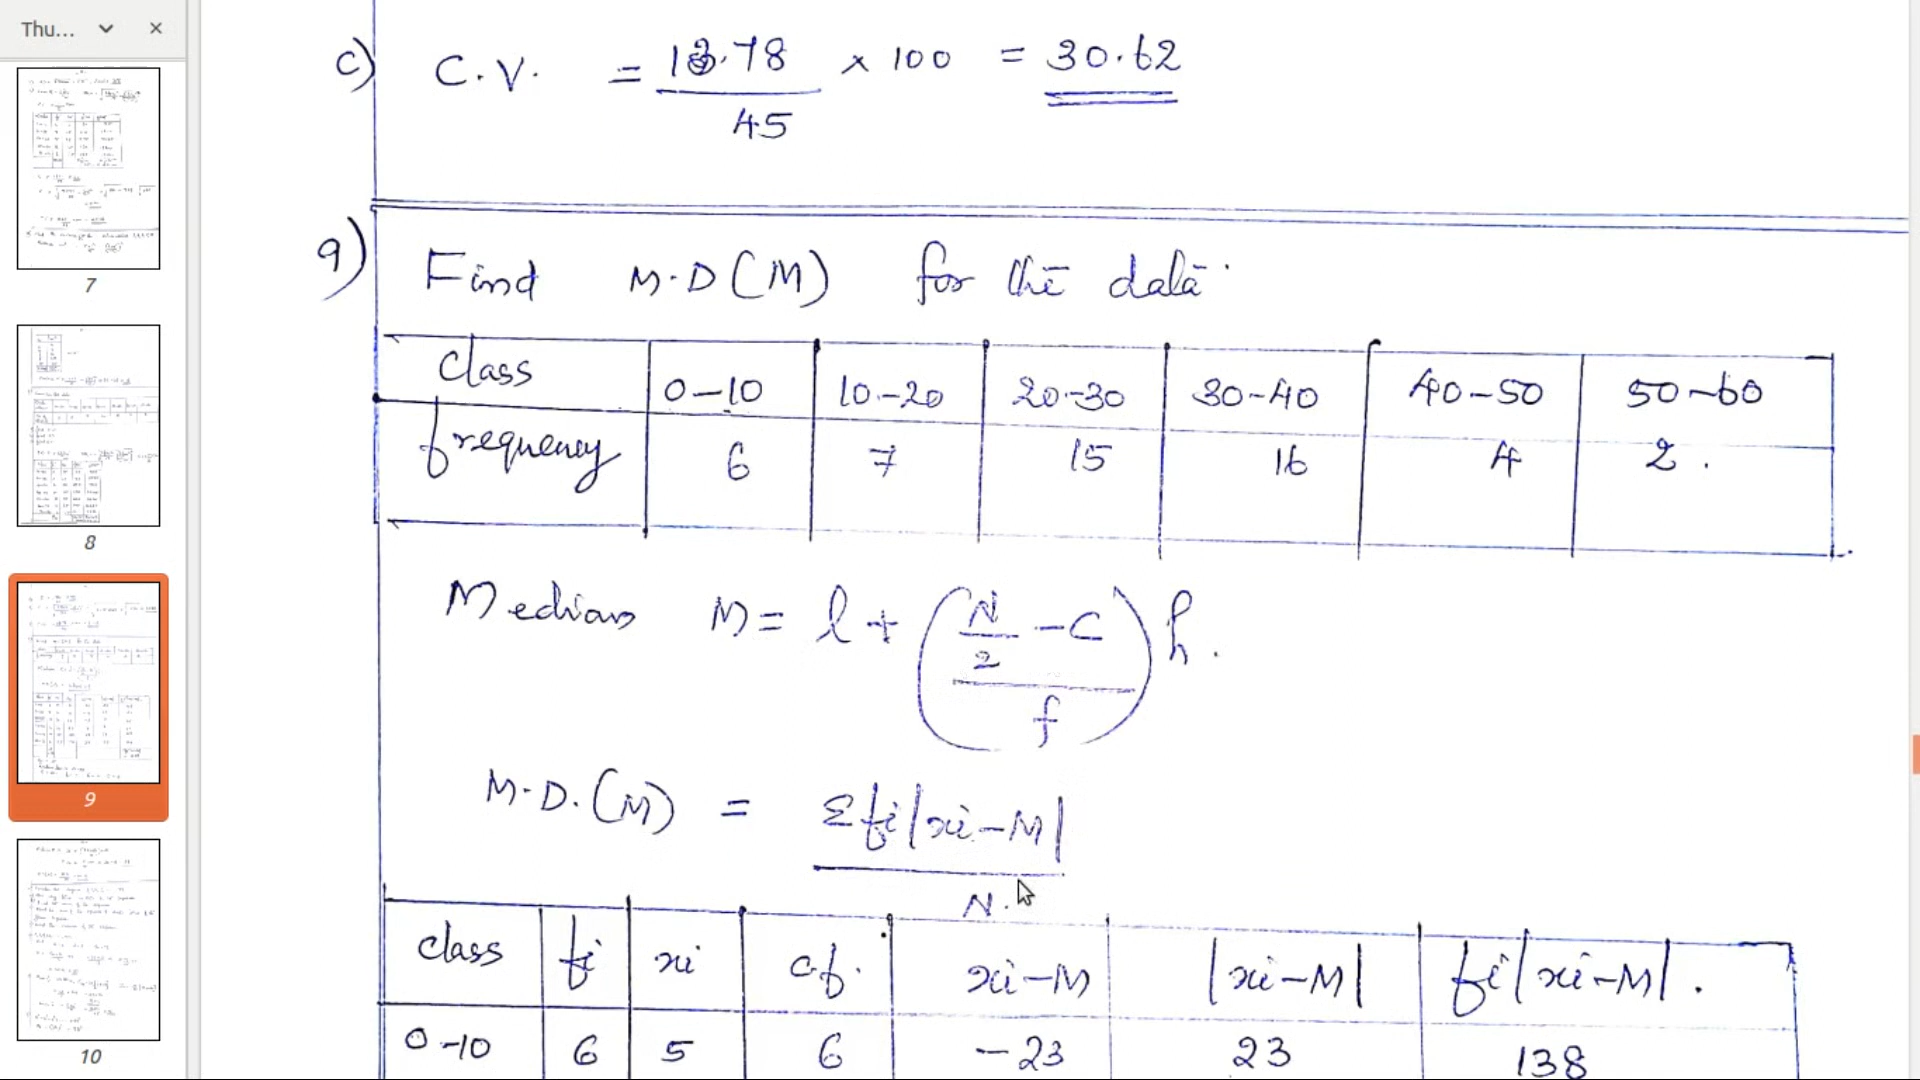 Thu...
7
8
9
10
c) C.V. = 13.78 / 45 × 100 = 30.62
9) Find M.D(M) for the data.
class 0-10 10-20 20-30 30-40 40-50 50-60
frequency 6 7 15 16 4 2.
Median M = l + ((N/2 - C) / f) h.
M.D.(M) = Σfi|xi-M| / N.
class fi xi cf. xi-M |xi-M| fi|xi-M|.
0-10 6 5 6 -23 23 138